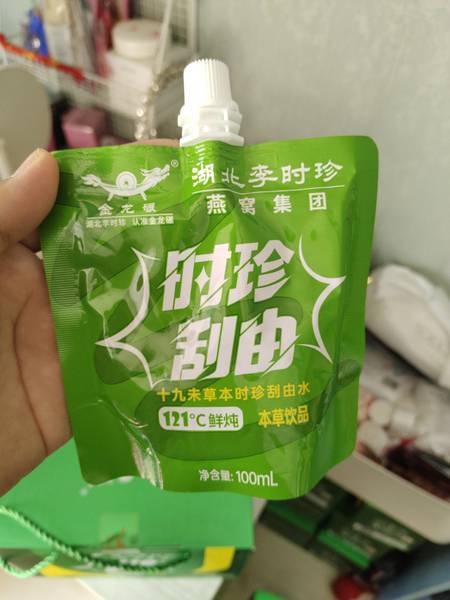 湖北李时珍
燕窝集团
金龙碾
湖北李时珍 认准金龙碾
时珍
刮由
十九未草本时珍刮由水
121°C鲜炖
本草饮品
净含量:100mL